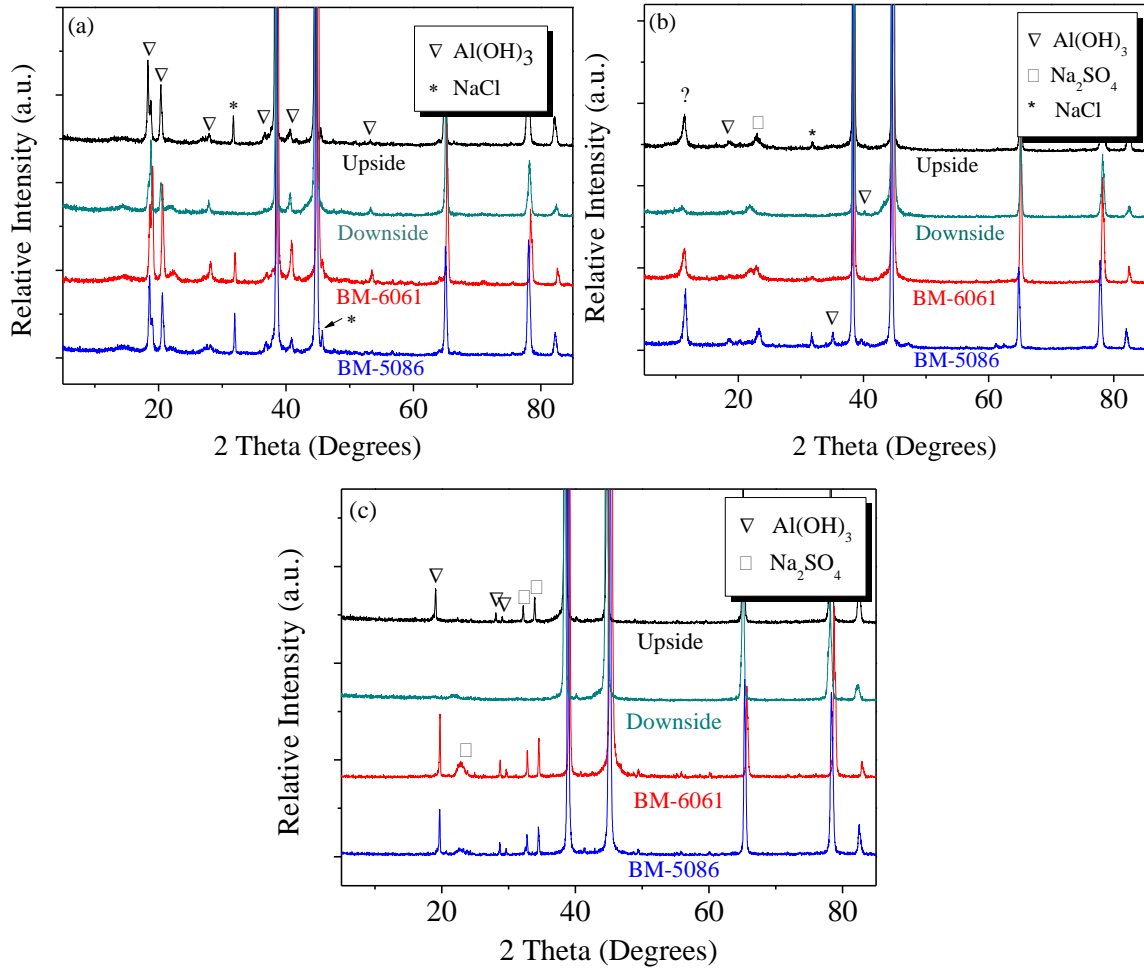 (a)
▽ Al(OH)3
* NaCl
▽
▽
▽
*
▽
▽
▽
Upside
Downside
BM-6061
*
BM-5086
20 40 60 80
2 Theta (Degrees)
Relative Intensity (a.u.)
(b)
▽ Al(OH)₃
□ Na₂SO₄
* NaCl
?
▽
□
*
Upside
▽
Downside
BM-6061
▽
BM-5086
20 40 60 80
2 Theta (Degrees)
Relative Intensity (a.u.)
(c)
▽ Al(OH)₃
□ Na₂SO₄
▽
▽
▽
□
□
Upside
Downside
□
BM-6061
BM-5086
20 40 60 80
2 Theta (Degrees)
Relative Intensity (a.u.)